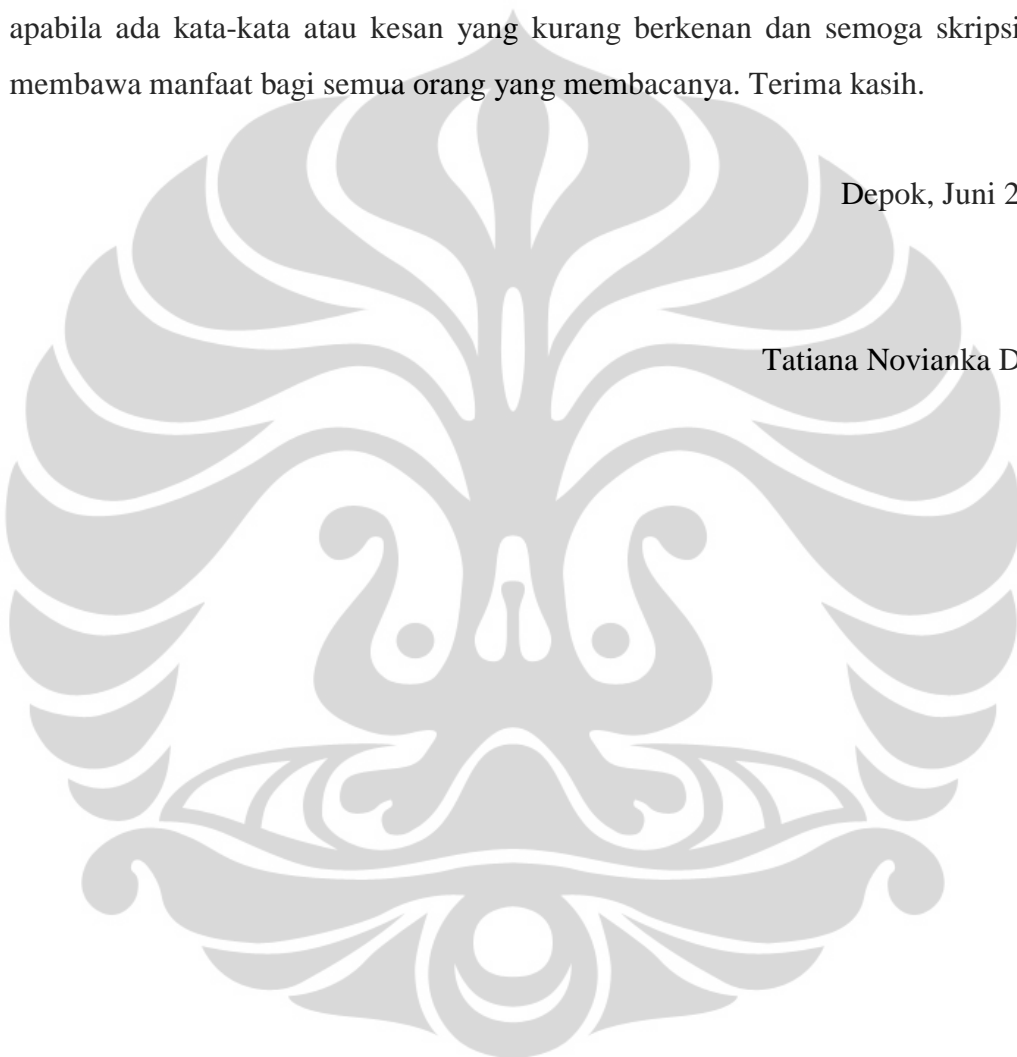 apabila ada kata-kata atau kesan yang kurang berkenan dan semoga skripsi
membawa manfaat bagi semua orang yang membacanya. Terima kasih.
Depok, Juni 2
Tatiana Novianka D